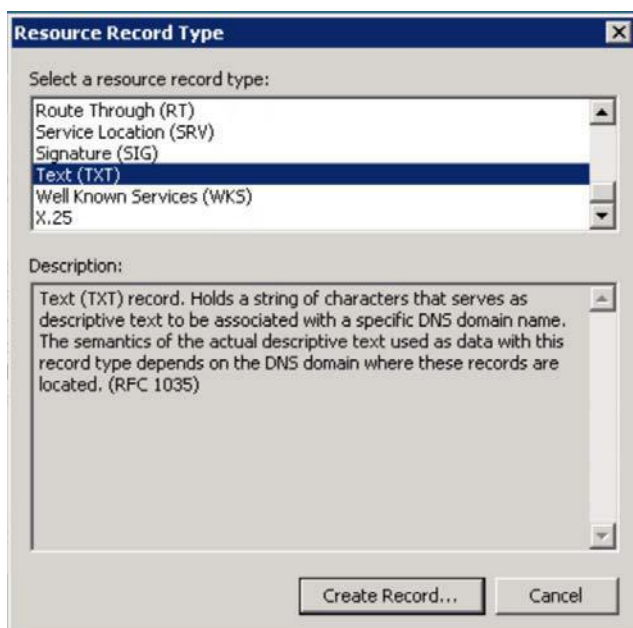 Resource Record Type
Select a resource record type:
Route Through (RT)
Service Location (SRV)
Signature (SIG)
Text (TXT)
Well Known Services (WKS)
X.25
Description:
Text (TXT) record. Holds a string of characters that serves as
descriptive text to be associated with a specific DNS domain name.
The semantics of the actual descriptive text used as data with this
record type depends on the DNS domain where these records are
located. (RFC 1035)
Create Record...
Cancel